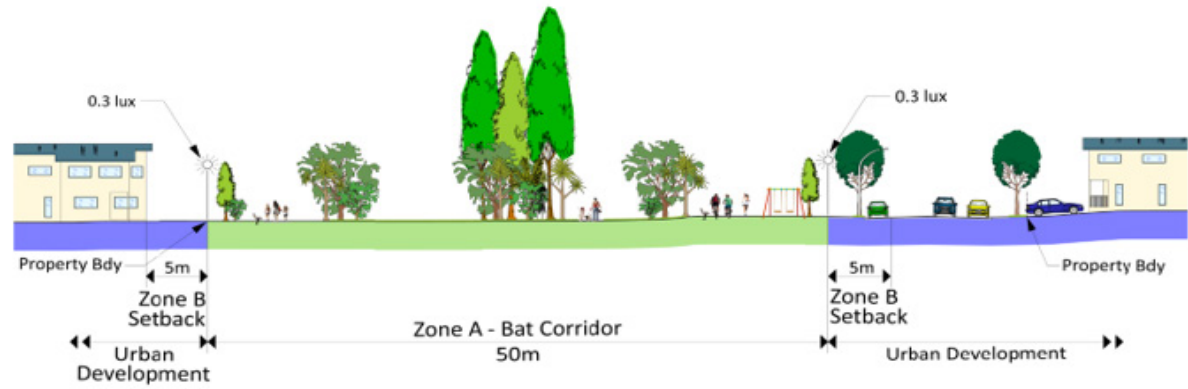 0.3 lux
0.3 lux
Property Bdy
5m
Zone B
Setback
Zone A - Bat Corridor
50m
Urban
Development
5m
Zone B
Setback
Property Bdy
Urban Development